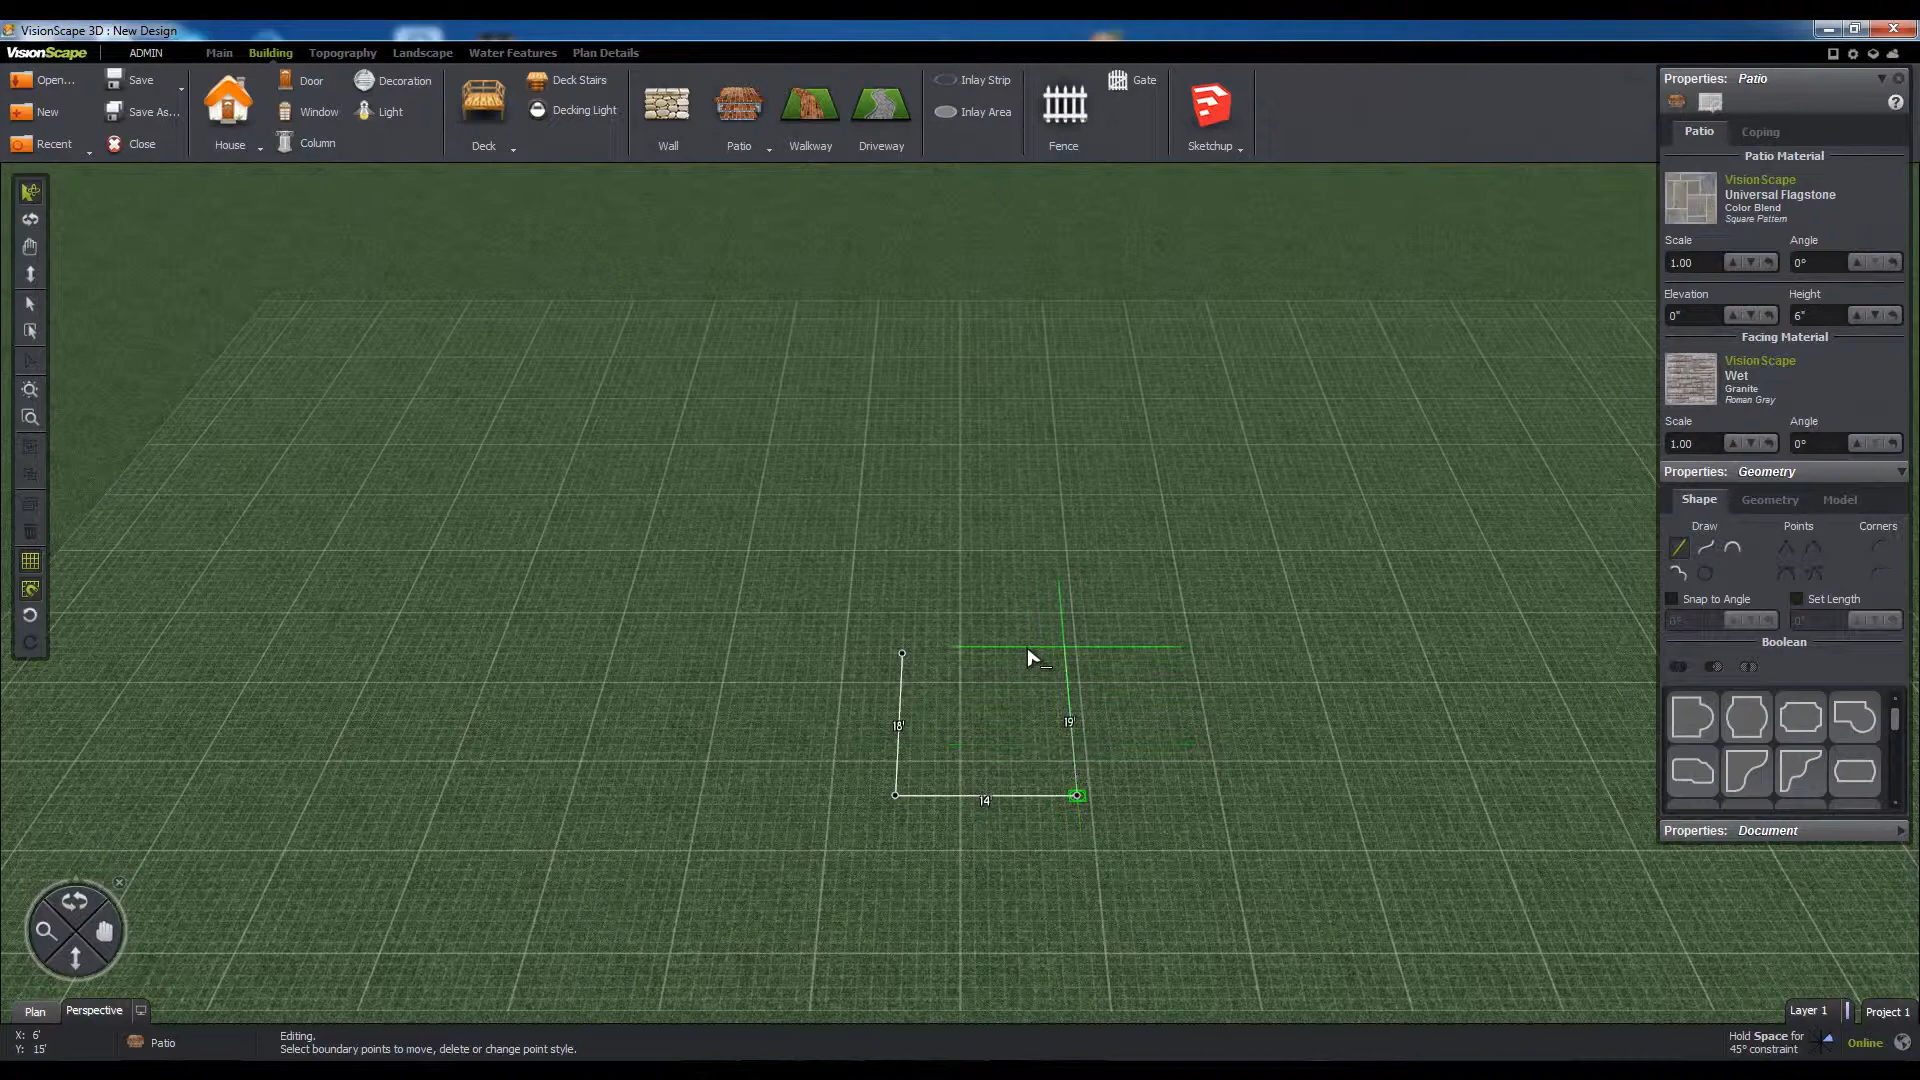 VisionScape 3D : New Design
VisionScape ADMIN Main Building Topography Landscape Water Features Plan Details
Open... Save Door Decoration Deck Stairs Inlay Strip Gate
New Save As... Window Light Decking Light Inlay Area
Recent Close House Column Deck Wall Patio Walkway Driveway Fence Sketchup
Properties: Patio
Patio Coping
Patio Material
VisionScape
Universal Flagstone
Color Blend
Square Pattern
Scale Angle
1.00 0°
Elevation Height
0" 6"
Facing Material
VisionScape
Wet
Granite
Roman Gray
Scale Angle
1.00 0°
Properties: Geometry
Shape Geometry Model
Draw Points Corners
Snap to Angle Set Length
0° 0'
Boolean
Properties: Document
18' 19'
14
Plan Perspective Layer 1 Project 1
X: 6'
Y: 15'
Patio
Editing.
Select boundary points to move, delete or change point style.
Hold Space for
45° constraint
Online